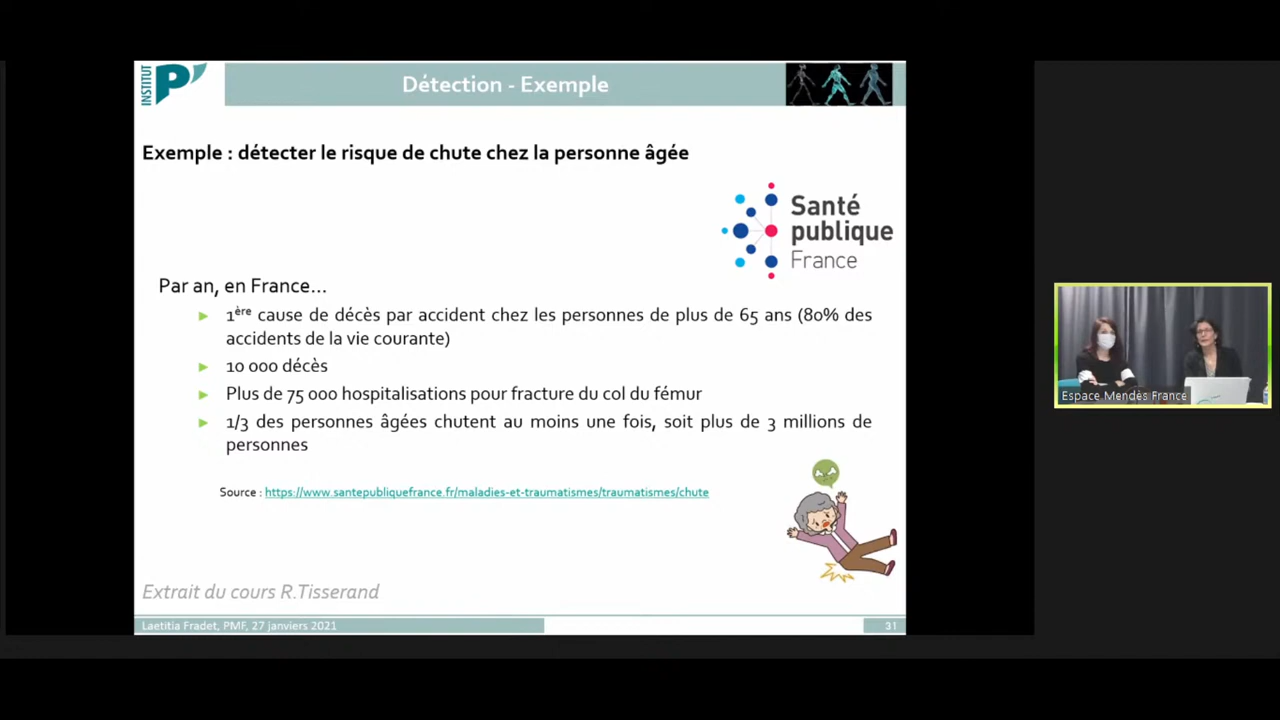 INSTITUT
P'
Détection - Exemple
Exemple : détecter le risque de chute chez la personne âgée
Santé
publique
France
Par an, en France...
1ère cause de décès par accident chez les personnes de plus de 65 ans (80% des
accidents de la vie courante)
10 000 décès
Plus de 75 000 hospitalisations pour fracture du col du fémur
1/3 des personnes âgées chutent au moins une fois, soit plus de 3 millions de
personnes
Source : https://www.santepubliquefrance.fr/maladies-et-traumatismes/traumatismes/chute
Espace Mendès France
Extrait du cours R.Tisserand
Laetitia Fradet, PMF, 27 janviers 2021
31